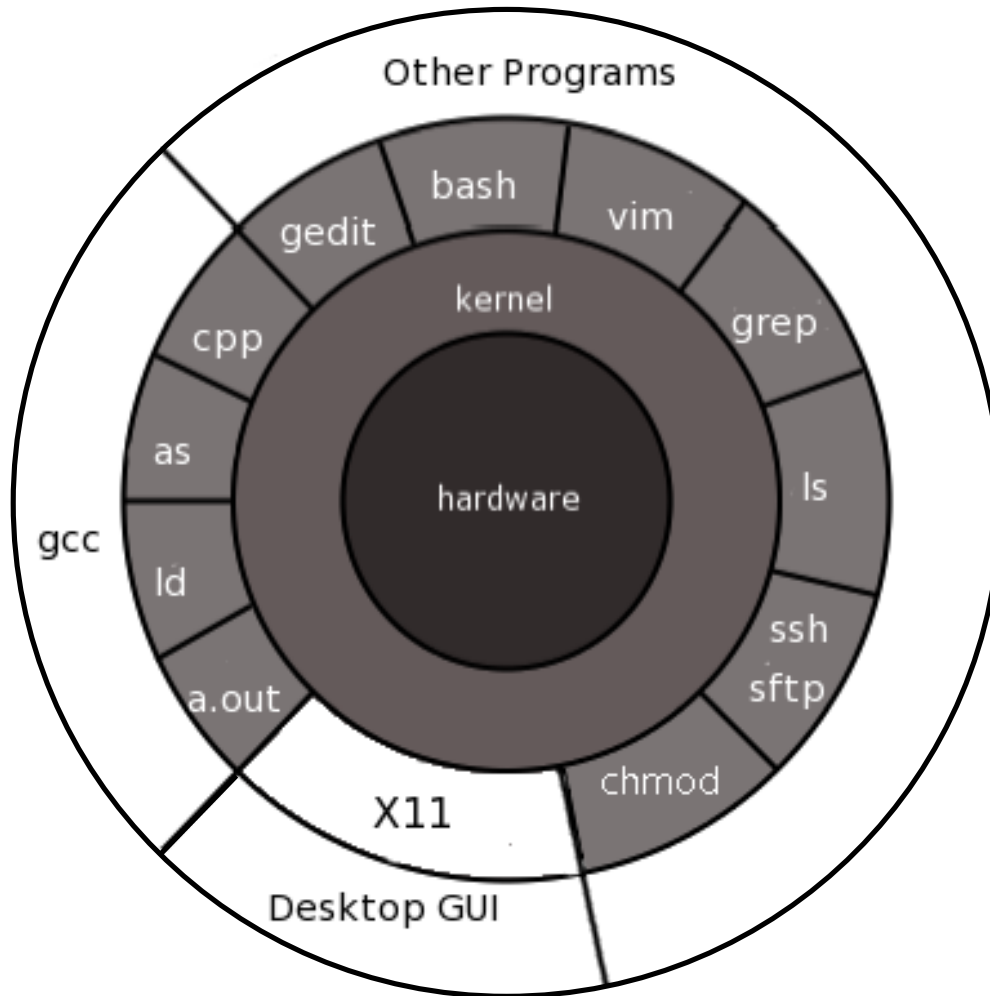 Other Programs
bash
vim
gedit
kernel
grep
cpp
as
ls
hardware
gcc
ld
ssh
sftp
a.out
chmod
X11
Desktop GUI